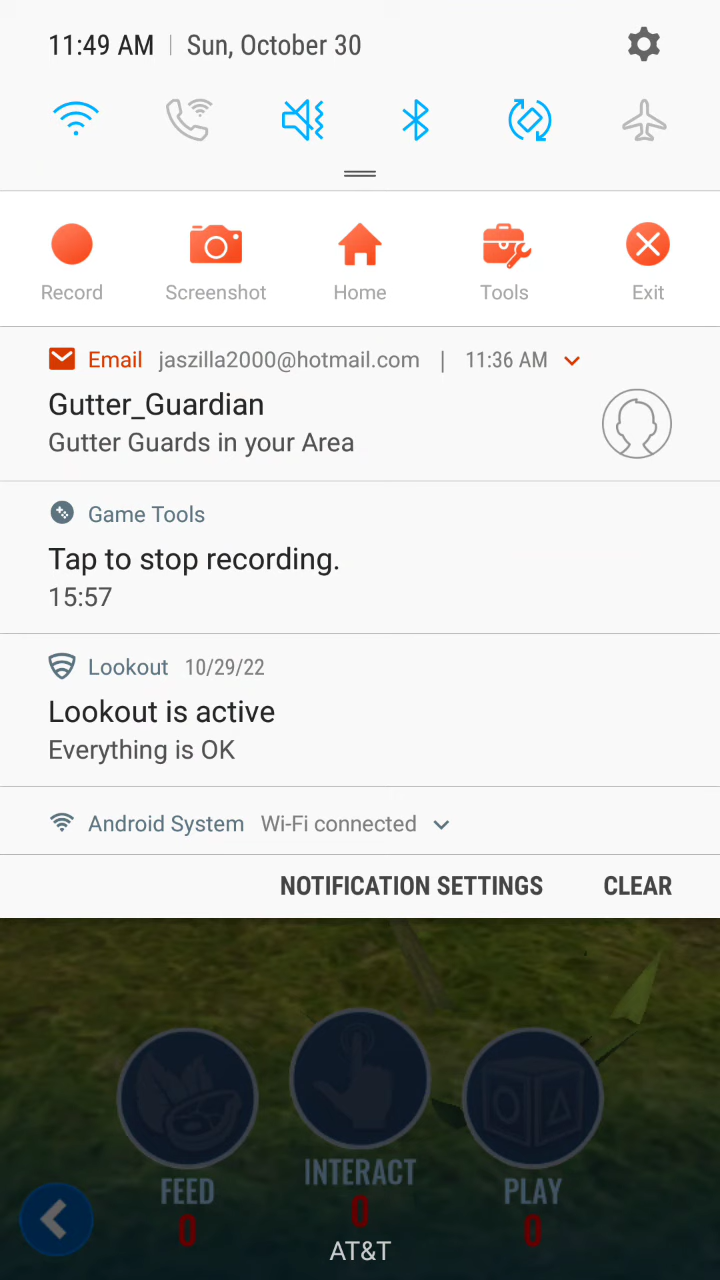 11:49 AM | Sun, October 30
Record Screenshot Home Tools Exit
Email jaszilla2000@hotmail.com | 11:36 AM
Gutter_Guardian
Gutter Guards in your Area
Game Tools
Tap to stop recording.
15:57
Lookout 10/29/22
Lookout is active
Everything is OK
Android System Wi-Fi connected
NOTIFICATION SETTINGS CLEAR
FEED INTERACT PLAY
0 0 0
AT&T